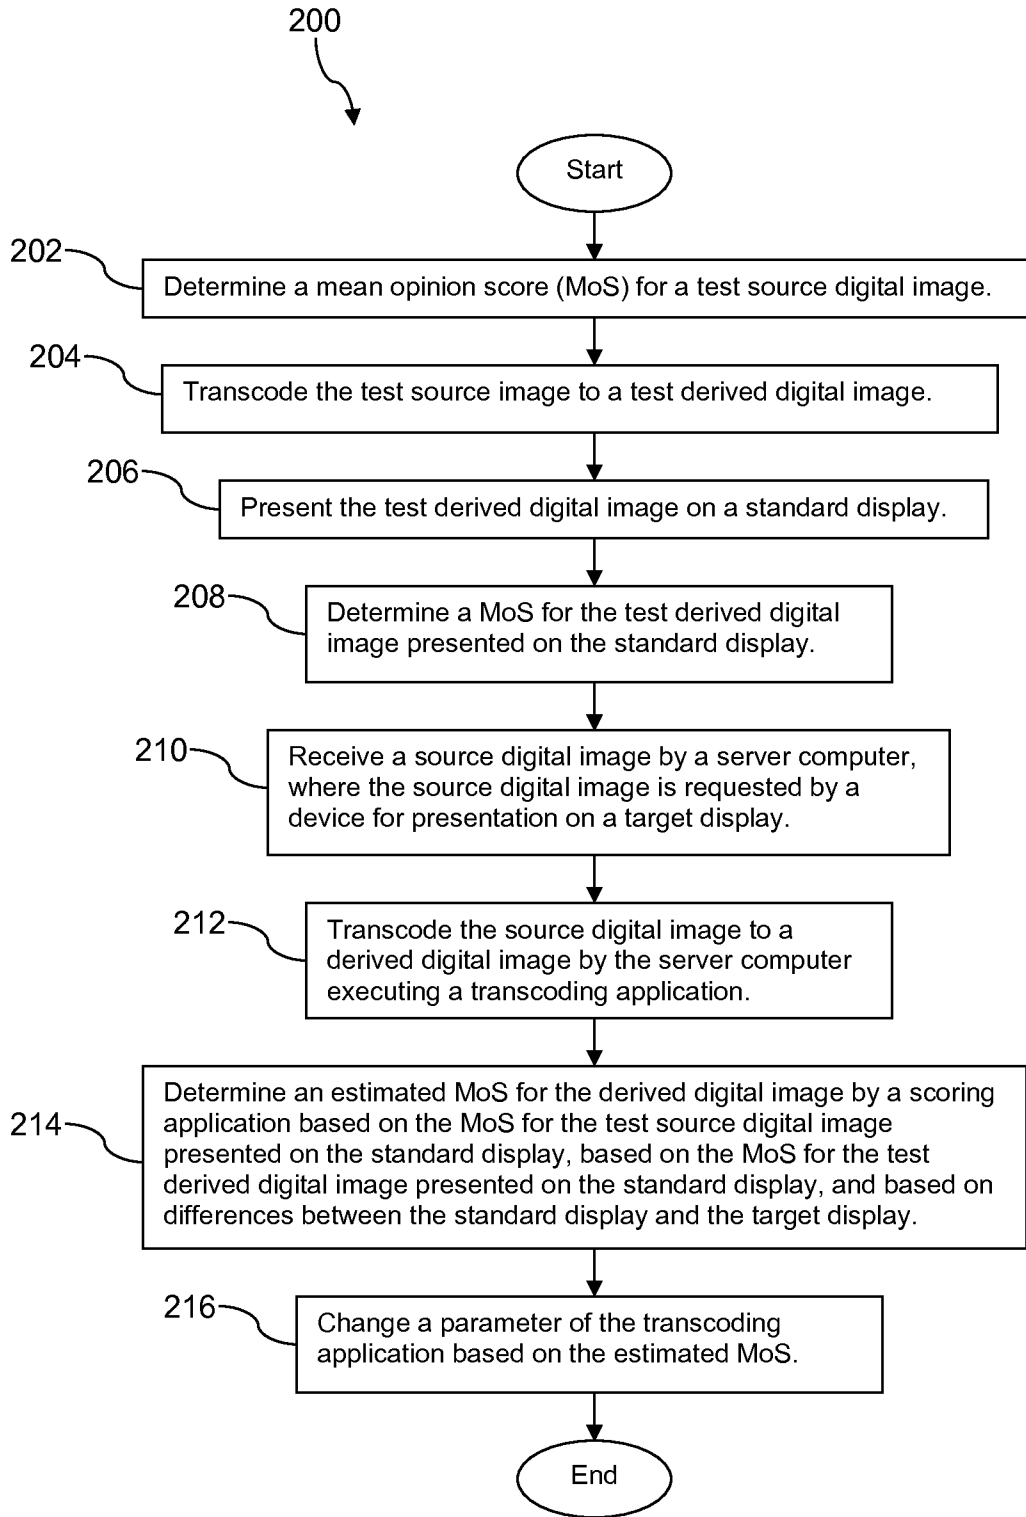 200
Start
202
Determine a mean opinion score (MoS) for a test source digital image.
204
Transcode the test source image to a test derived digital image.
206
Present the test derived digital image on a standard display.
208
Determine a MoS for the test derived digital
image presented on the standard display.
210
Receive a source digital image by a server computer,
where the source digital image is requested by a
device for presentation on a target display.
212
Transcode the source digital image to a
derived digital image by the server computer
executing a transcoding application.
214
Determine an estimated MoS for the derived digital image by a scoring
application based on the MoS for the test source digital image
presented on the standard display, based on the MoS for the test
derived digital image presented on the standard display, and based on
differences between the standard display and the target display.
216
Change a parameter of the transcoding
application based on the estimated MoS.
End